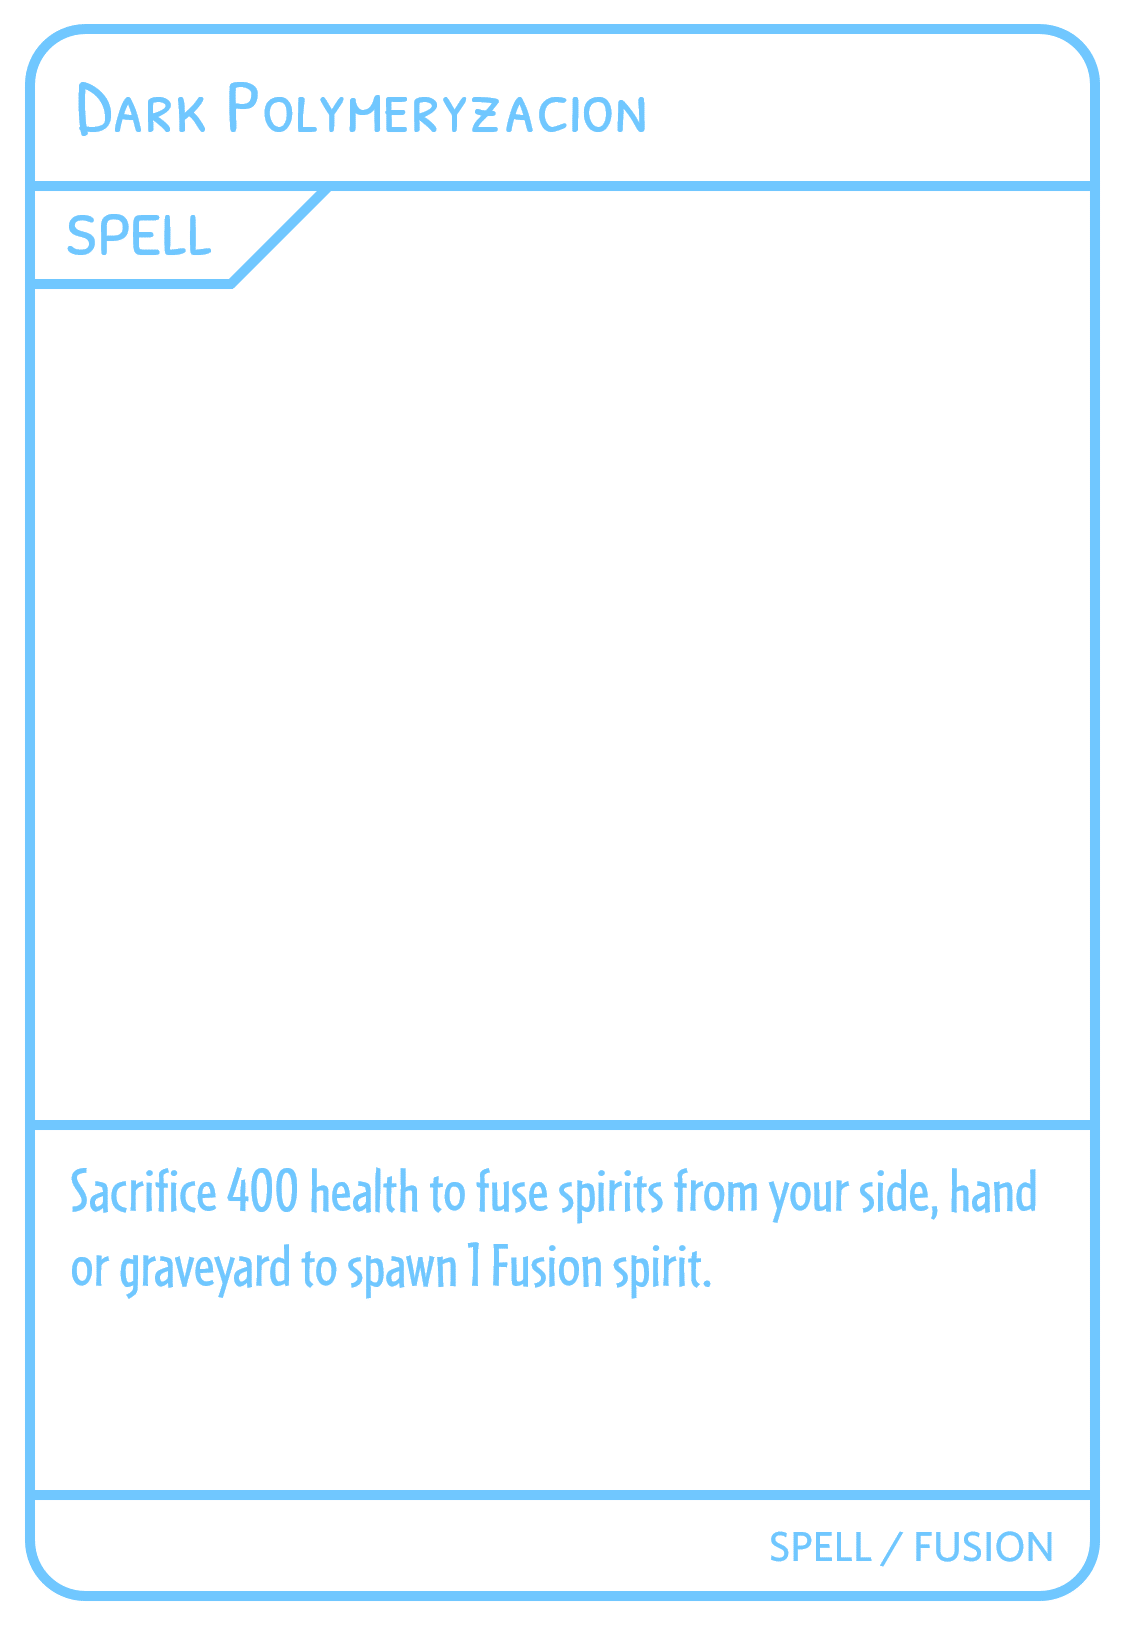 Dark Polymeryzacion
SPELL
Sacrifice 400 health to fuse spirits from your side, hand
or graveyard to spawn 1 Fusion spirit.
SPELL / FUSION